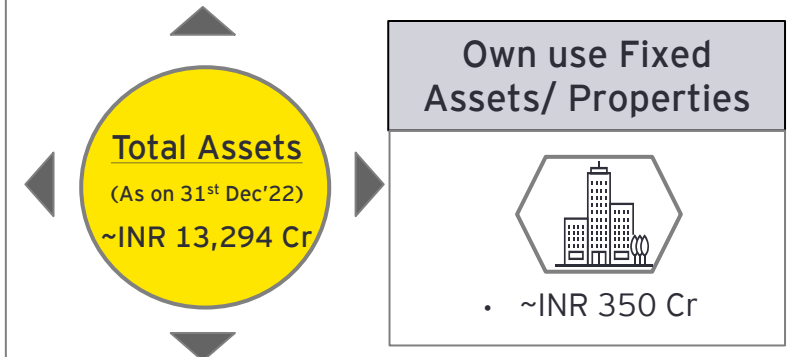 Total Assets
(As on 31st Dec'22)
~INR 13,294 Cr
Own use Fixed
Assets/ Properties
• ~INR 350 Cr